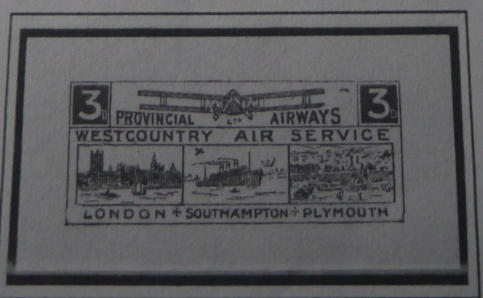 3D 3D
PROVINCIAL LTD AIRWAYS
WESTCOUNTRY AIR SERVICE
LONDON + SOUTHAMPTON + PLYMOUTH